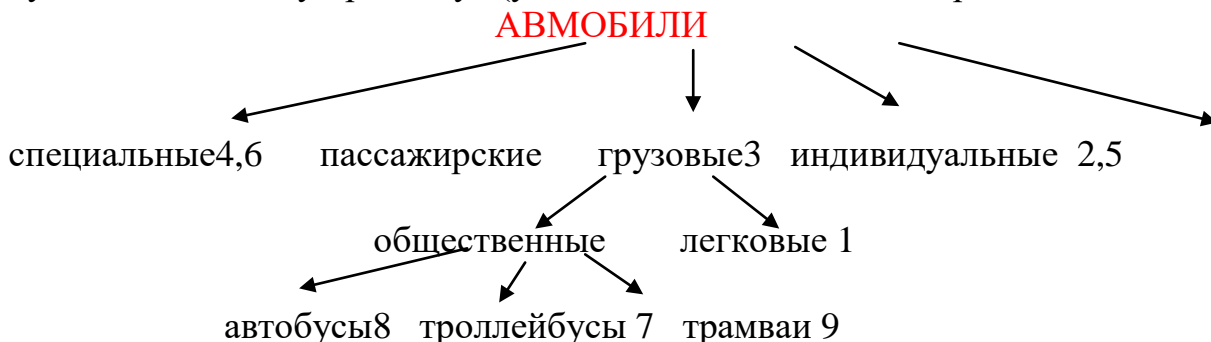 АВМОБИЛИ
специальные4,6 пассажирские грузовые3 индивидуальные 2,5
общественные легковые 1
автобусы8 троллейбусы 7 трамваи 9